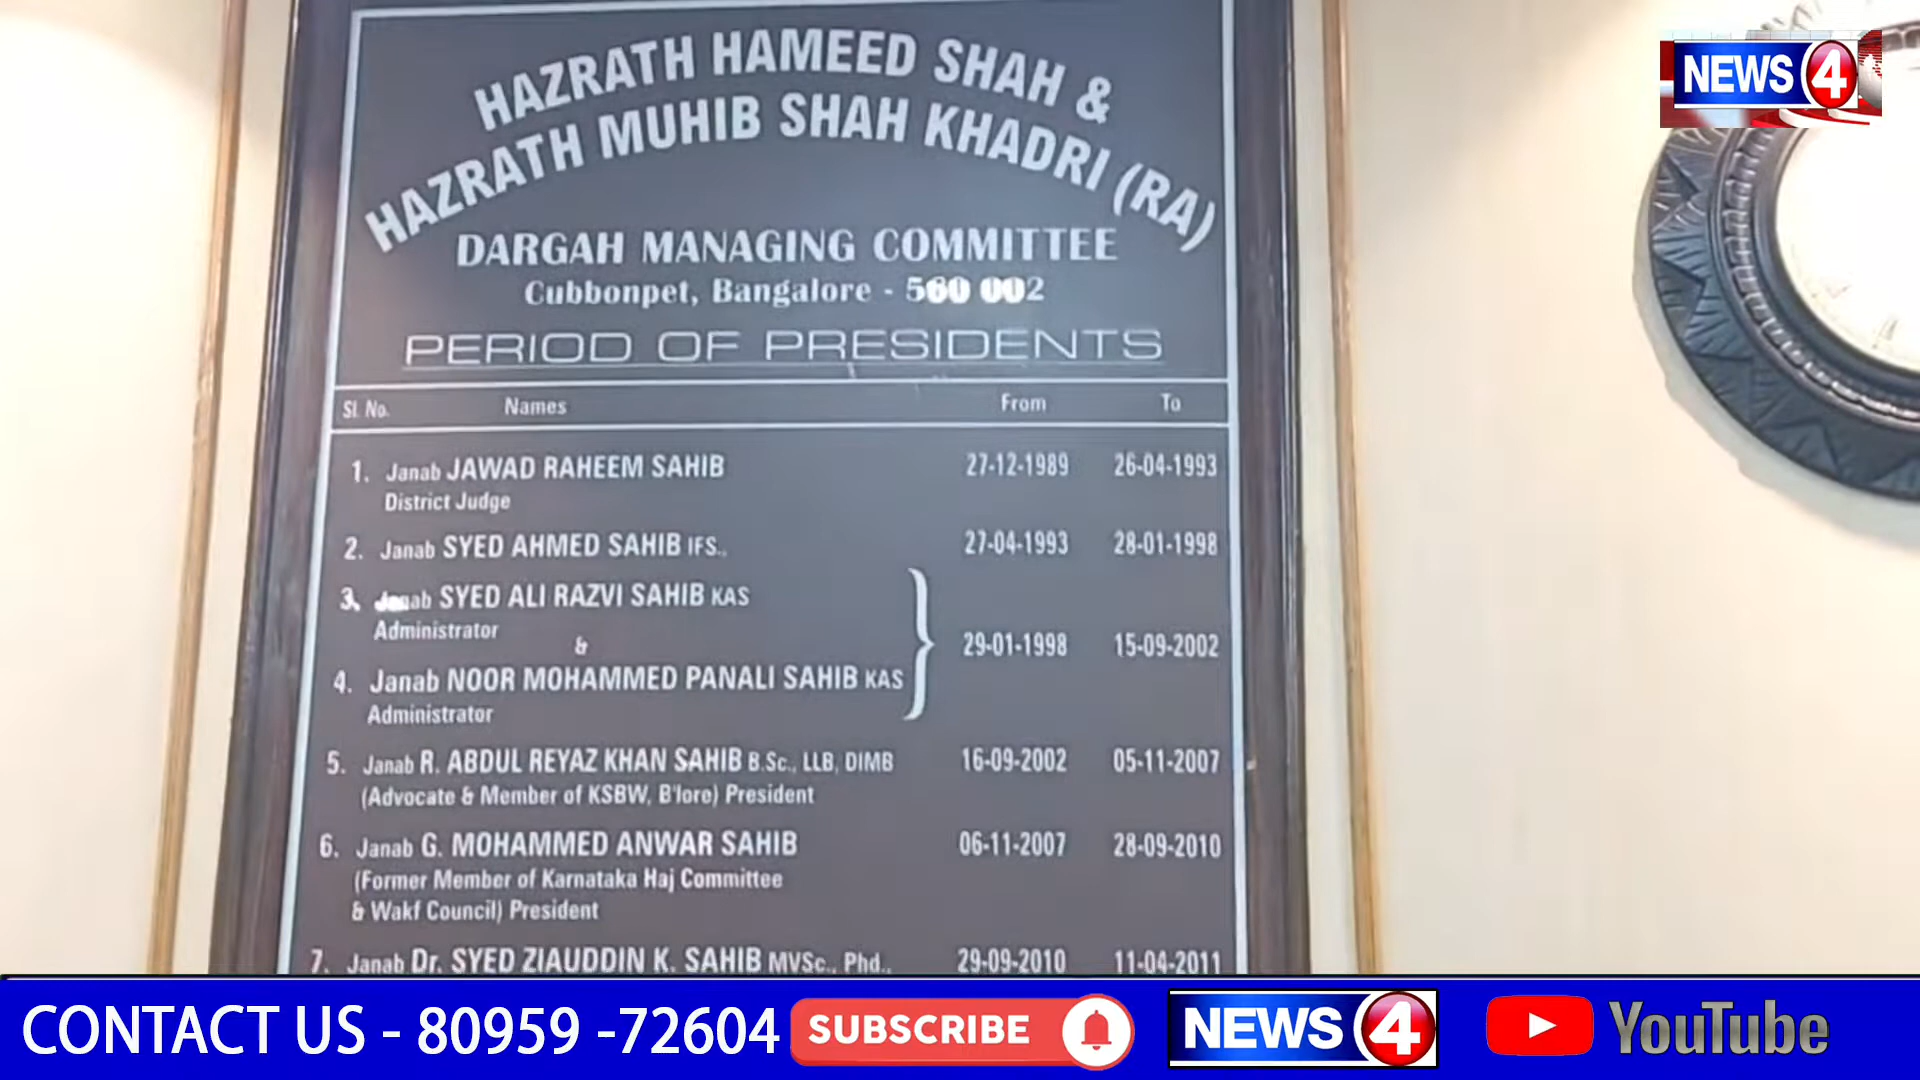 HAZRATH HAMEED SHAH &
HAZRATH MUHIB SHAH KHADRI (RA)
DARGAH MANAGING COMMITTEE
Cubbonpet, Bangalore - 560 002
PERIOD OF PRESIDENTS
Sl. No. Names From To
1. Janab JAWAD RAHEEM SAHIB 27-12-1989 26-04-1993
District Judge
2. Janab SYED AHMED SAHIB IFS., 27-04-1993 28-01-1998
3. Janab SYED ALI RAZVI SAHIB KAS
Administrator
& 29-01-1998 15-09-2002
4. Janab NOOR MOHAMMED PANALI SAHIB KAS
Administrator
5. Janab R. ABDUL REYAZ KHAN SAHIB B.Sc., LLB, DIMB 16-09-2002 05-11-2007
(Advocate & Member of KSBW, B'lore) President
6. Janab G. MOHAMMED ANWAR SAHIB 06-11-2007 28-09-2010
(Former Member of Karnataka Haj Committee
& Wakf Council) President
7. Janab Dr. SYED ZIAUDDIN K. SAHIB MVSc., Phd., 29-09-2010 11-04-2011
NEWS 4
CONTACT US - 80959 -72604 SUBSCRIBE NEWS 4 YouTube